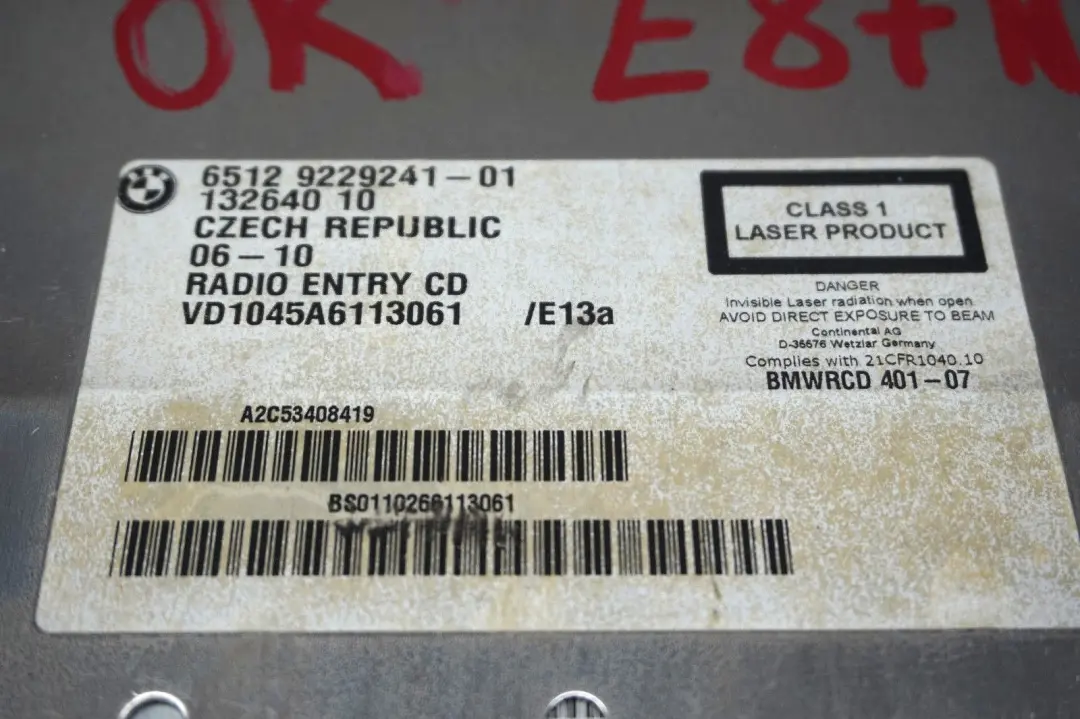 OK E87N
6512 9229241-01
132640 10
CZECH REPUBLIC
06-10
RADIO ENTRY CD
VD1045A6113061 /E13a
CLASS 1
LASER PRODUCT
DANGER
Invisible Laser radiation when open
AVOID DIRECT EXPOSURE TO BEAM
Continental AG
D-36676 Wetzlar Germany
Complies with 21CFR1040.10
BMWRCD 401-07
A2C53408419
BS0110266113061